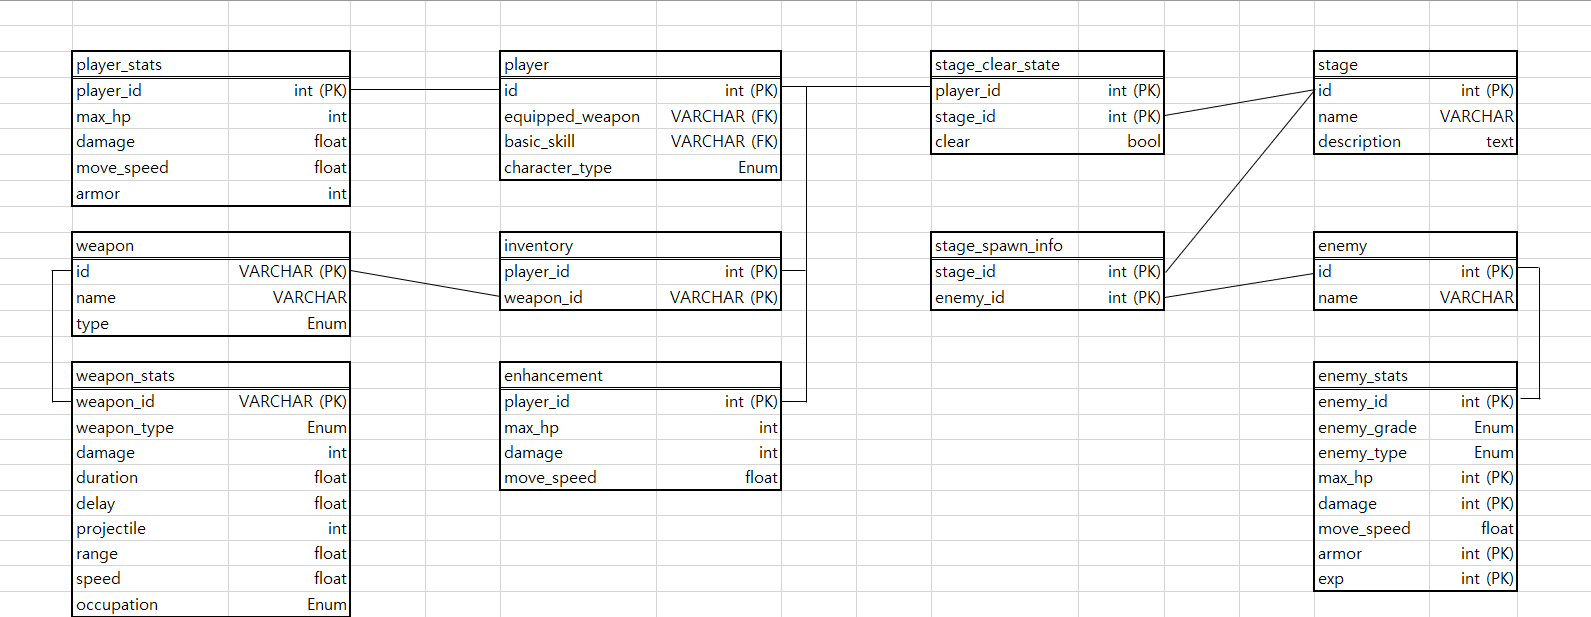 player_stats
player_id int (PK)
max_hp int
damage float
move_speed float
armor int
player
id int (PK)
equipped_weapon VARCHAR (FK)
basic_skill VARCHAR (FK)
character_type Enum
stage_clear_state
player_id int (PK)
stage_id int (PK)
clear bool
stage
id int (PK)
name VARCHAR
description text
weapon
id VARCHAR (PK)
name VARCHAR
type Enum
inventory
player_id int (PK)
weapon_id VARCHAR (PK)
stage_spawn_info
stage_id int (PK)
enemy_id int (PK)
enemy
id int (PK)
name VARCHAR
weapon_stats
weapon_id VARCHAR (PK)
weapon_type Enum
damage int
duration float
delay float
projectile int
range float
speed float
occupation Enum
enhancement
player_id int (PK)
max_hp int
damage int
move_speed float
enemy_stats
enemy_id int (PK)
enemy_grade Enum
enemy_type Enum
max_hp int (PK)
damage int (PK)
move_speed float
armor int (PK)
exp int (PK)